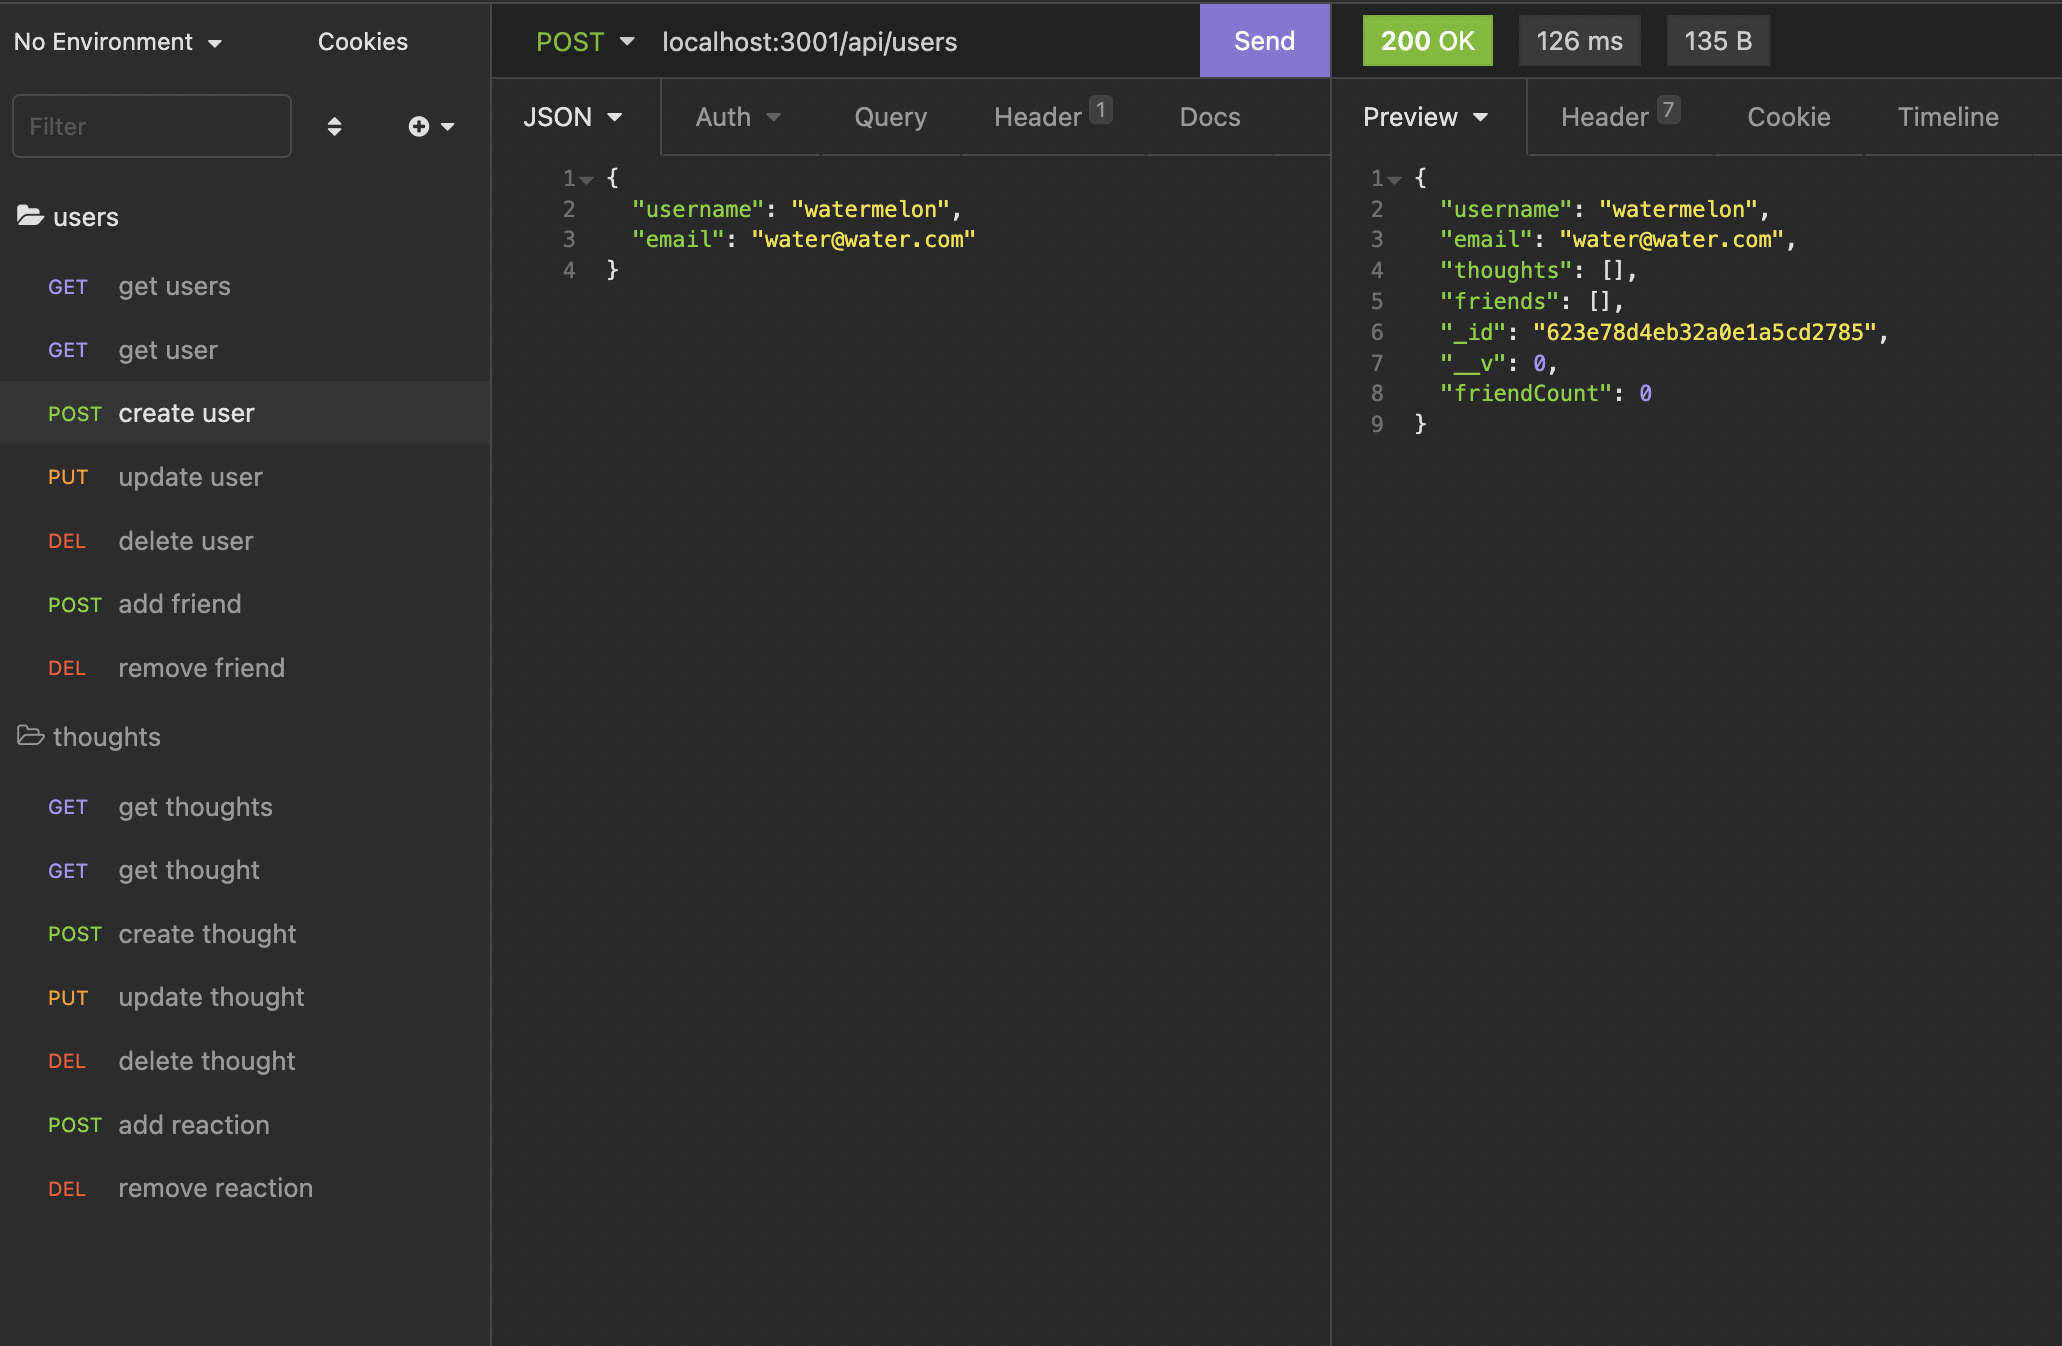 No Environment Cookies
Filter
users
GET get users
GET get user
POST create user
PUT update user
DEL delete user
POST add friend
DEL remove friend
thoughts
GET get thoughts
GET get thought
POST create thought
PUT update thought
DEL delete thought
POST add reaction
DEL remove reaction
POST localhost:3001/api/users Send
JSON Auth Query Header 1 Docs
1 {
2 "username": "watermelon",
3 "email": "water@water.com"
4 }
200 OK 126 ms 135 B
Preview Header 7 Cookie Timeline
1 {
2 "username": "watermelon",
3 "email": "water@water.com",
4 "thoughts": [],
5 "friends": [],
6 "_id": "623e78d4eb32a0e1a5cd2785",
7 "__v": 0,
8 "friendCount": 0
9 }